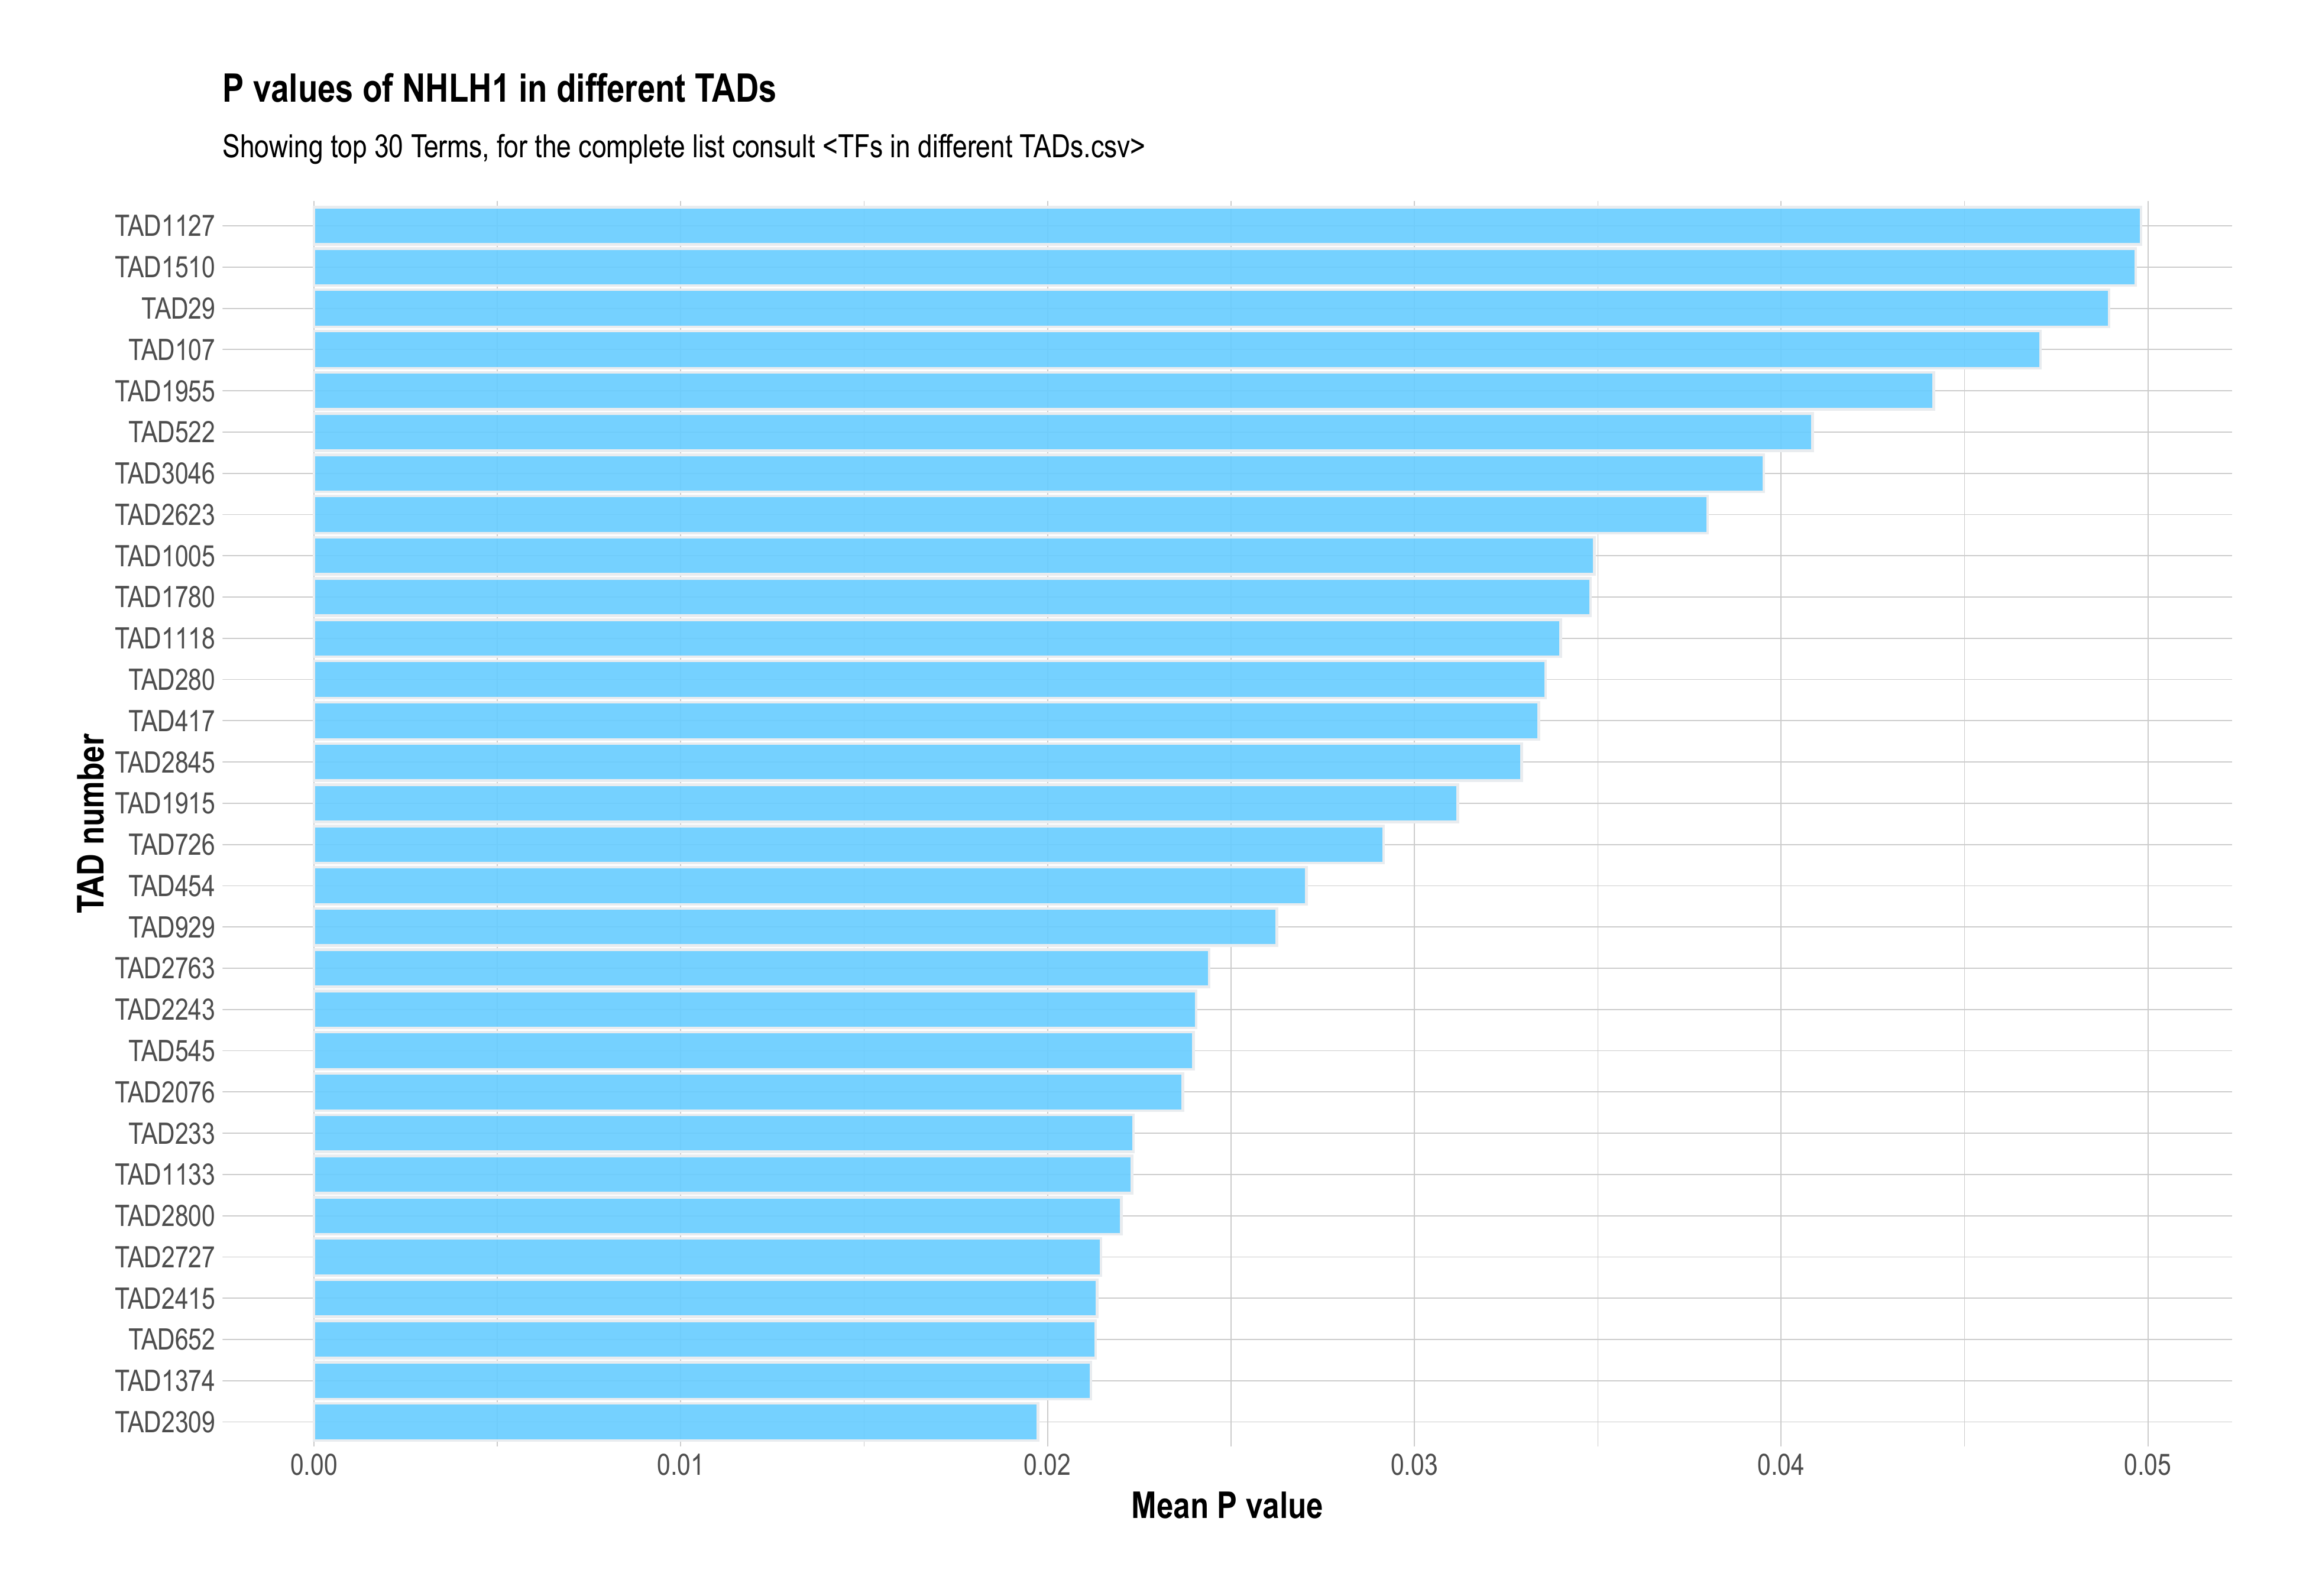 P values of NHLH1 in different TADs
Showing top 30 Terms, for the complete list consult <TFs in different TADs.csv>
TAD number
TAD1127
TAD1510
TAD29
TAD107
TAD1955
TAD522
TAD3046
TAD2623
TAD1005
TAD1780
TAD1118
TAD280
TAD417
TAD2845
TAD1915
TAD726
TAD454
TAD929
TAD2763
TAD2243
TAD545
TAD2076
TAD233
TAD1133
TAD2800
TAD2727
TAD2415
TAD652
TAD1374
TAD2309
0.00 0.01 0.02 0.03 0.04 0.05
Mean P value